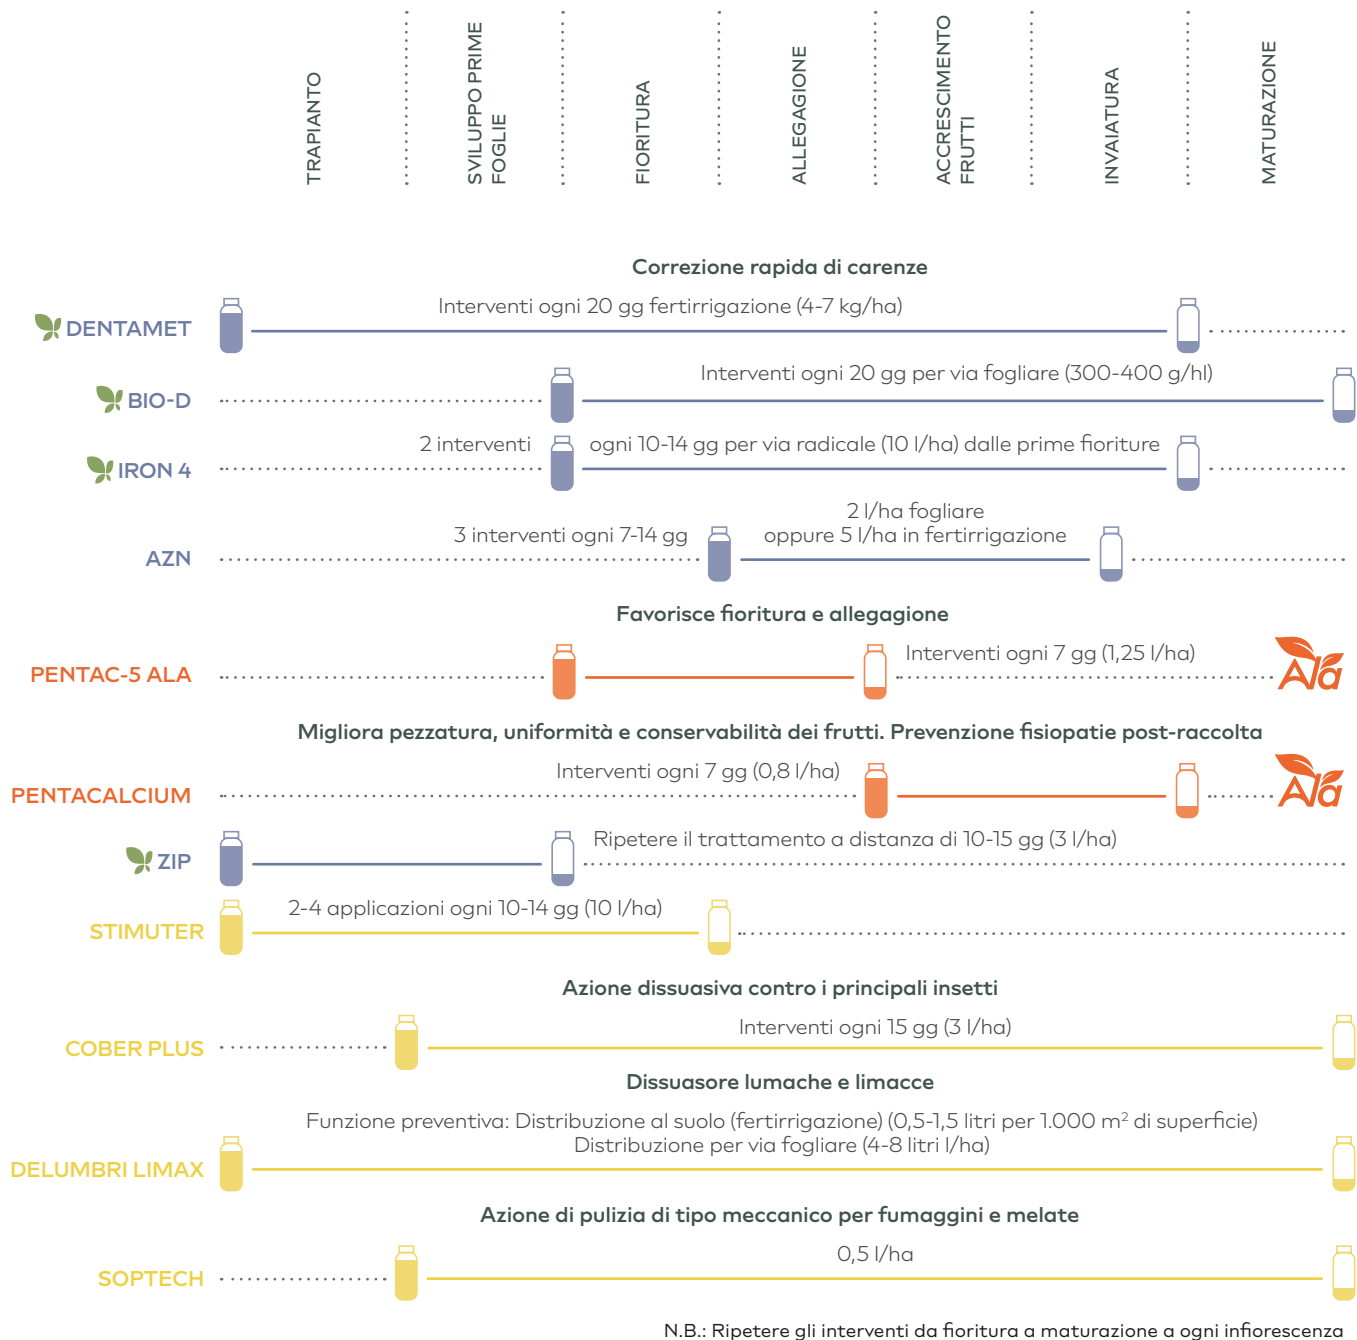 TRAPIANTO
SVILUPPO PRIME
FOGLIE
FIORITURA
ALLEGAGIONE
ACCRESCIMENTO
FRUTTI
INVAIATURA
MATURAZIONE
Correzione rapida di carenze
DENTAMET
Interventi ogni 20 gg fertirrigazione (4-7 kg/ha)
BIO-D
Interventi ogni 20 gg per via fogliare (300-400 g/hl)
IRON 4
2 interventi ogni 10-14 gg per via radicale (10 l/ha) dalle prime fioriture
AZN
3 interventi ogni 7-14 gg
2 l/ha fogliare
oppure 5 l/ha in fertirrigazione
Favorisce fioritura e allegagione
PENTAC-5 ALA
Interventi ogni 7 gg (1,25 l/ha)
Ala
Migliora pezzatura, uniformità e conservabilità dei frutti. Prevenzione fisiopatie post-raccolta
PENTACALCIUM
Interventi ogni 7 gg (0,8 l/ha)
Ala
ZIP
Ripetere il trattamento a distanza di 10-15 gg (3 l/ha)
STIMUTER
2-4 applicazioni ogni 10-14 gg (10 l/ha)
Azione dissuasiva contro i principali insetti
COBER PLUS
Interventi ogni 15 gg (3 l/ha)
Dissuasore lumache e limacce
Funzione preventiva: Distribuzione al suolo (fertirrigazione) (0,5-1,5 litri per 1.000 m² di superficie)
Distribuzione per via fogliare (4-8 litri l/ha)
DELUMBRI LIMAX
Azione di pulizia di tipo meccanico per fumaggini e melate
SOPTECH
0,5 l/ha
N.B.: Ripetere gli interventi da fioritura a maturazione a ogni infiorescenza